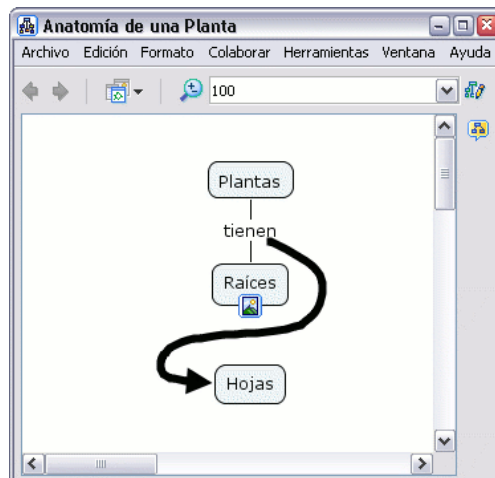 Anatomía de una Planta
Archivo Edición Formato Colaborar Herramientas Ventana Ayuda
100
Plantas
tienen
Raíces
Hojas